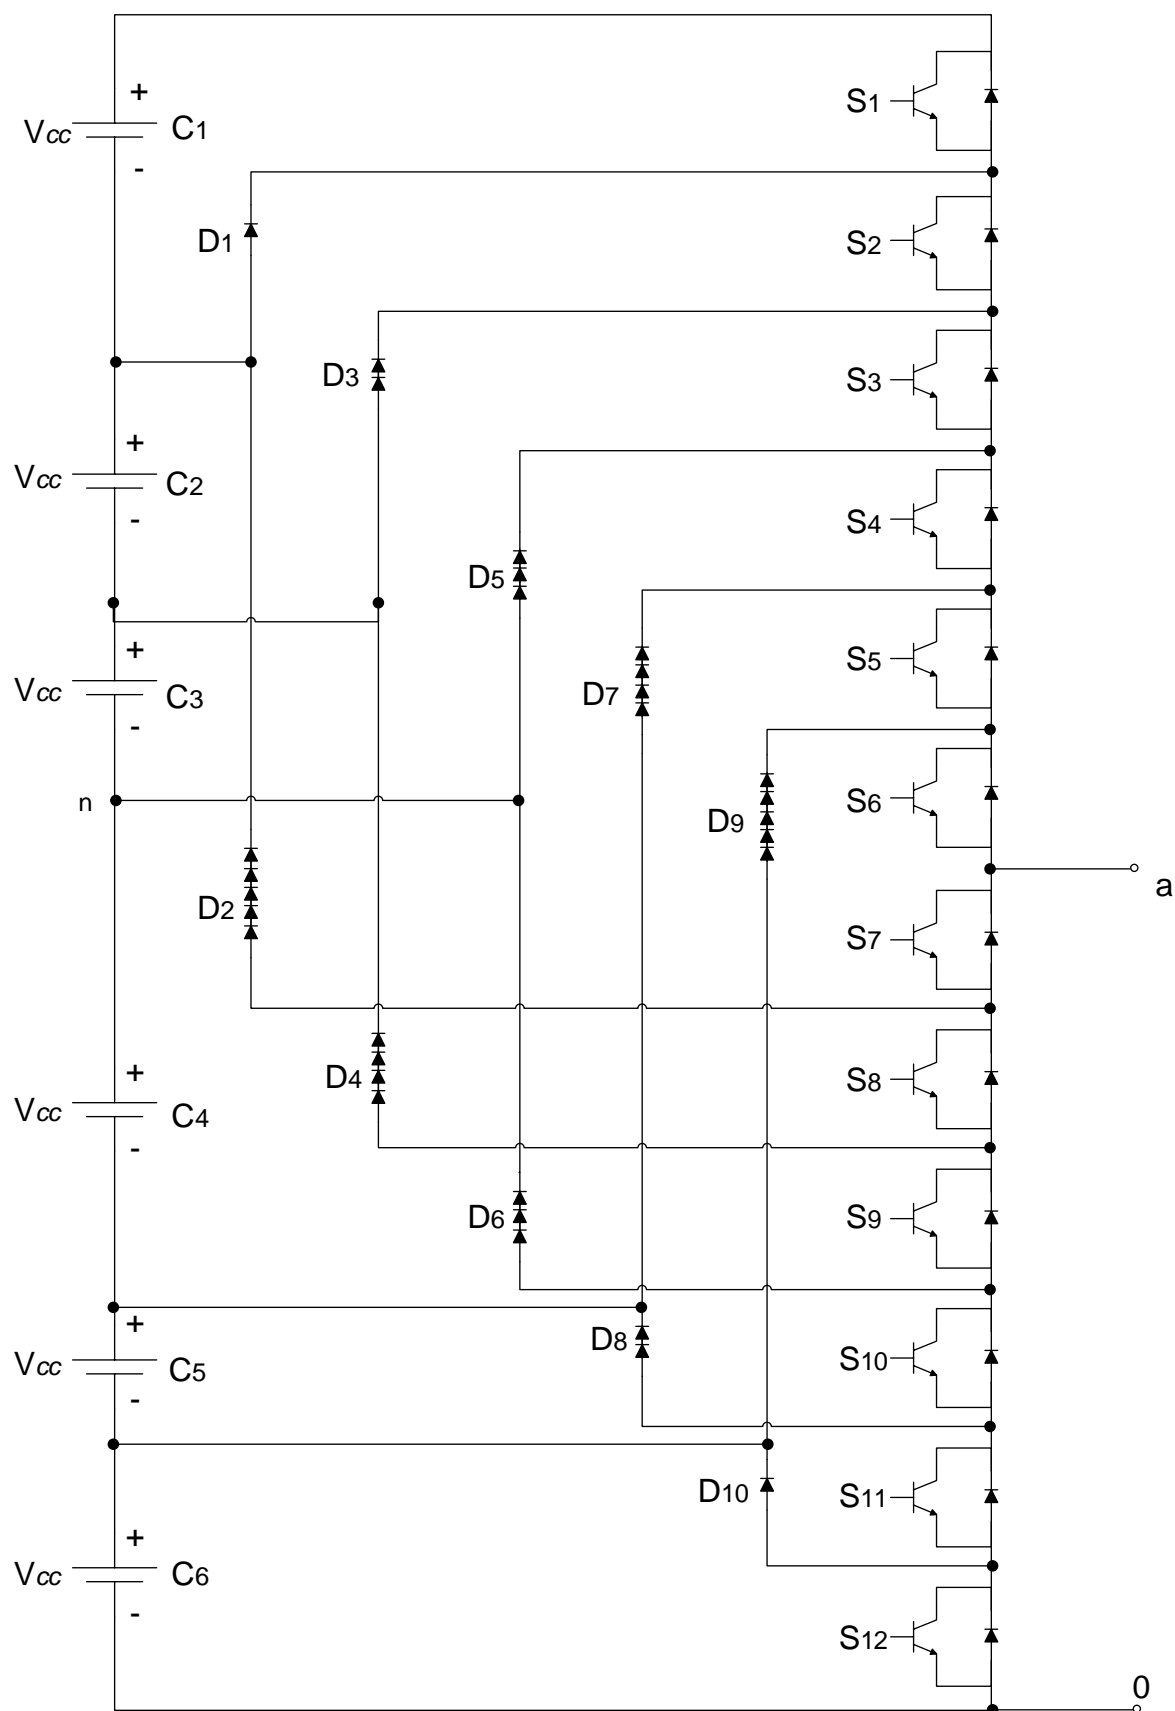 +
S1
Vcc
C1
-
D1
S2
D3
S3
+
Vcc
C2
S4
-
D5
+
S5
Vcc
C3
D7
-
n
S6
D9
a
D2
S7
+
D4
S8
Vcc
C4
-
D6
S9
+
D8
S10
Vcc
C5
-
D10
S11
+
Vcc
C6
-
S12
0